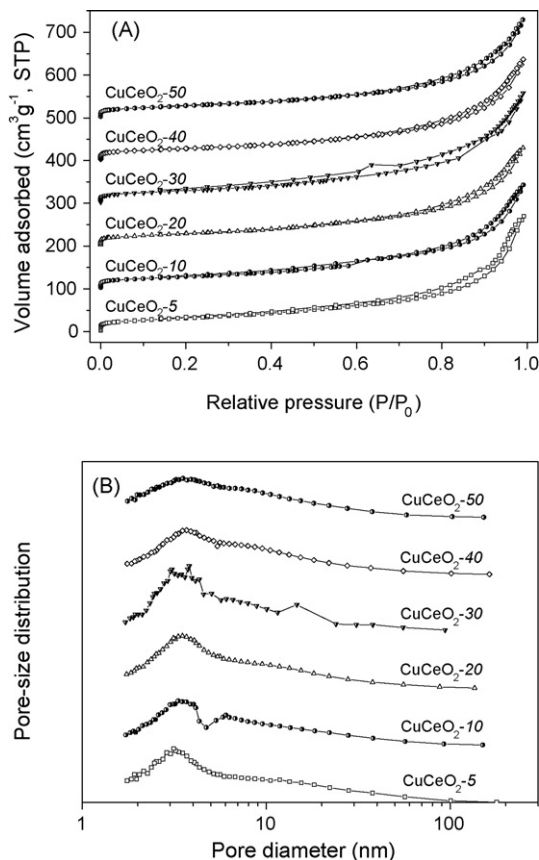 (A)
700
600
500
400
300
200
100
0
Volume adsorbed (cm³g⁻¹, STP)
CuCeO₂-50
CuCeO₂-40
CuCeO₂-30
CuCeO₂-20
CuCeO₂-10
CuCeO₂-5
0.0 0.2 0.4 0.6 0.8 1.0
Relative pressure (P/P₀)
(B)
Pore-size distribution
CuCeO₂-50
CuCeO₂-40
CuCeO₂-30
CuCeO₂-20
CuCeO₂-10
CuCeO₂-5
1 10 100
Pore diameter (nm)